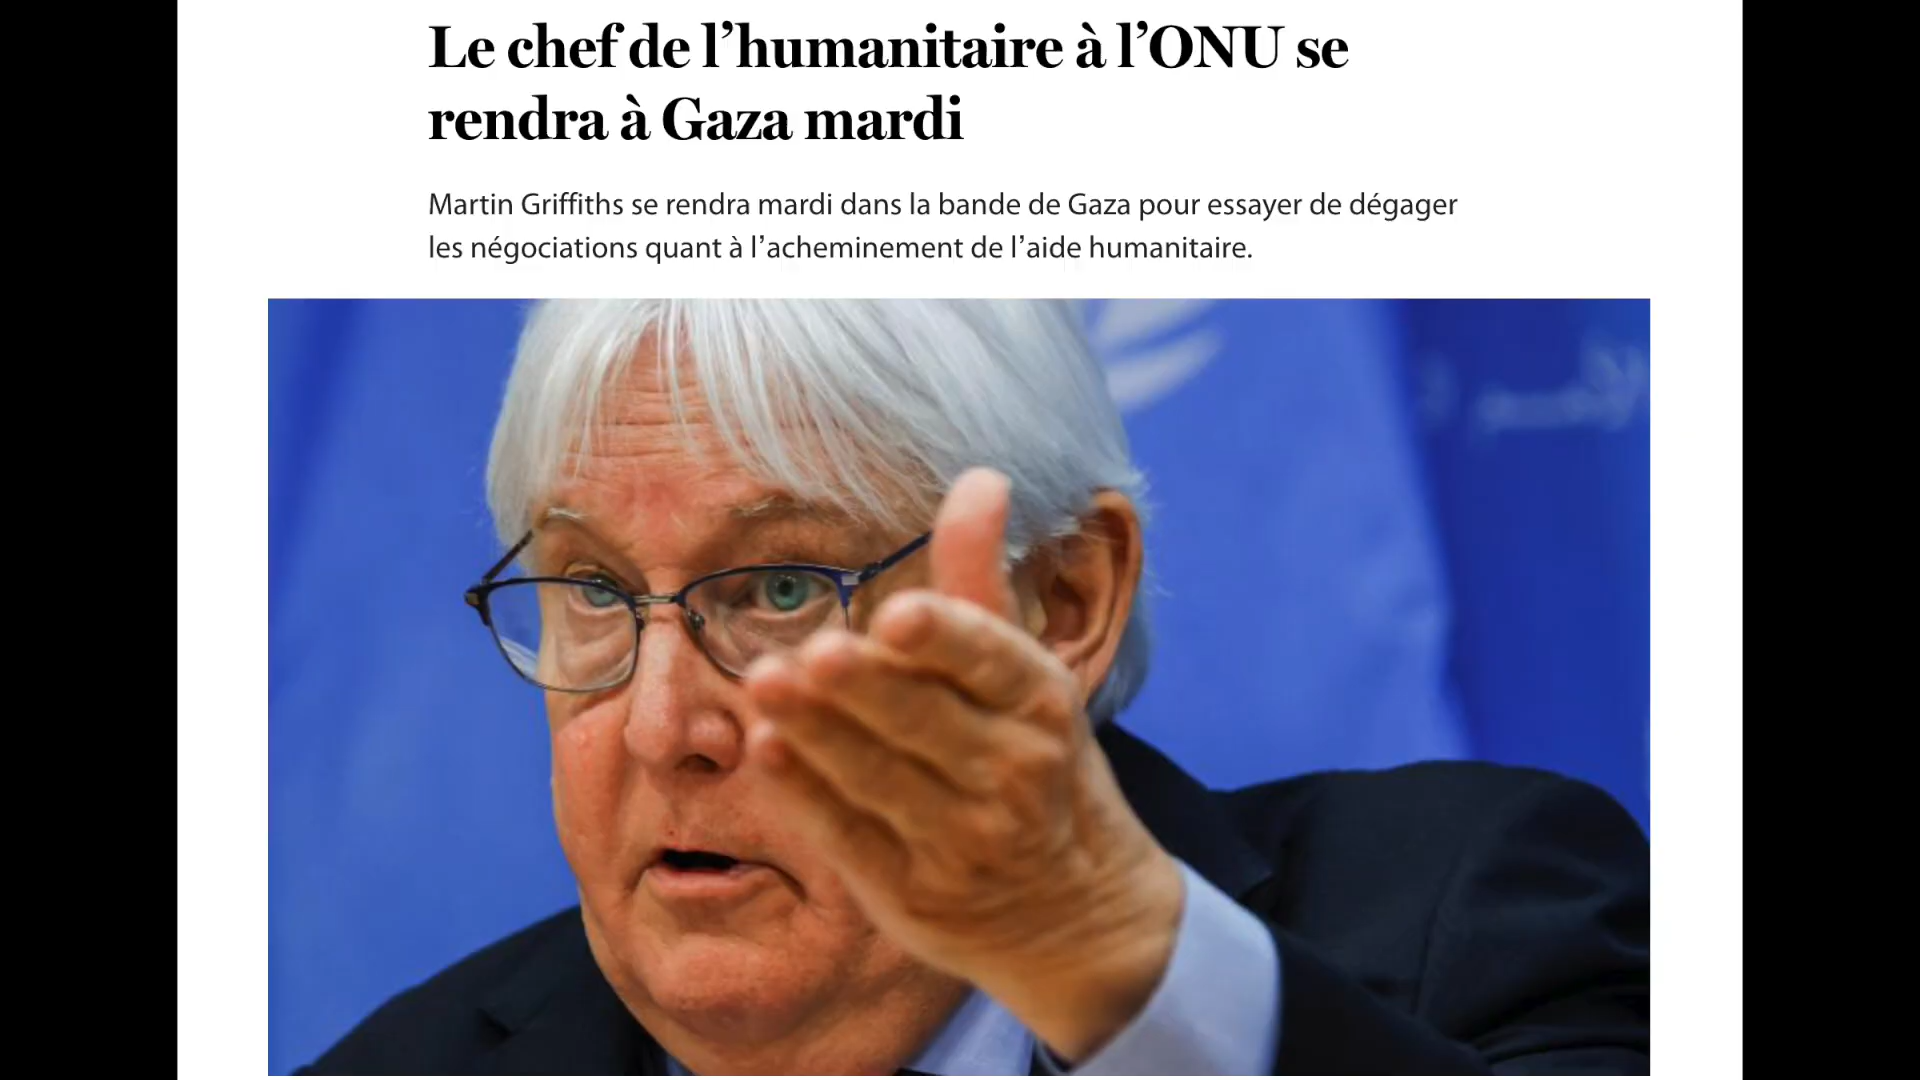 Le chef de l’humanitaire à l’ONU se
rendra à Gaza mardi
Martin Griffiths se rendra mardi dans la bande de Gaza pour essayer de dégager
les négociations quant à l’acheminement de l’aide humanitaire.